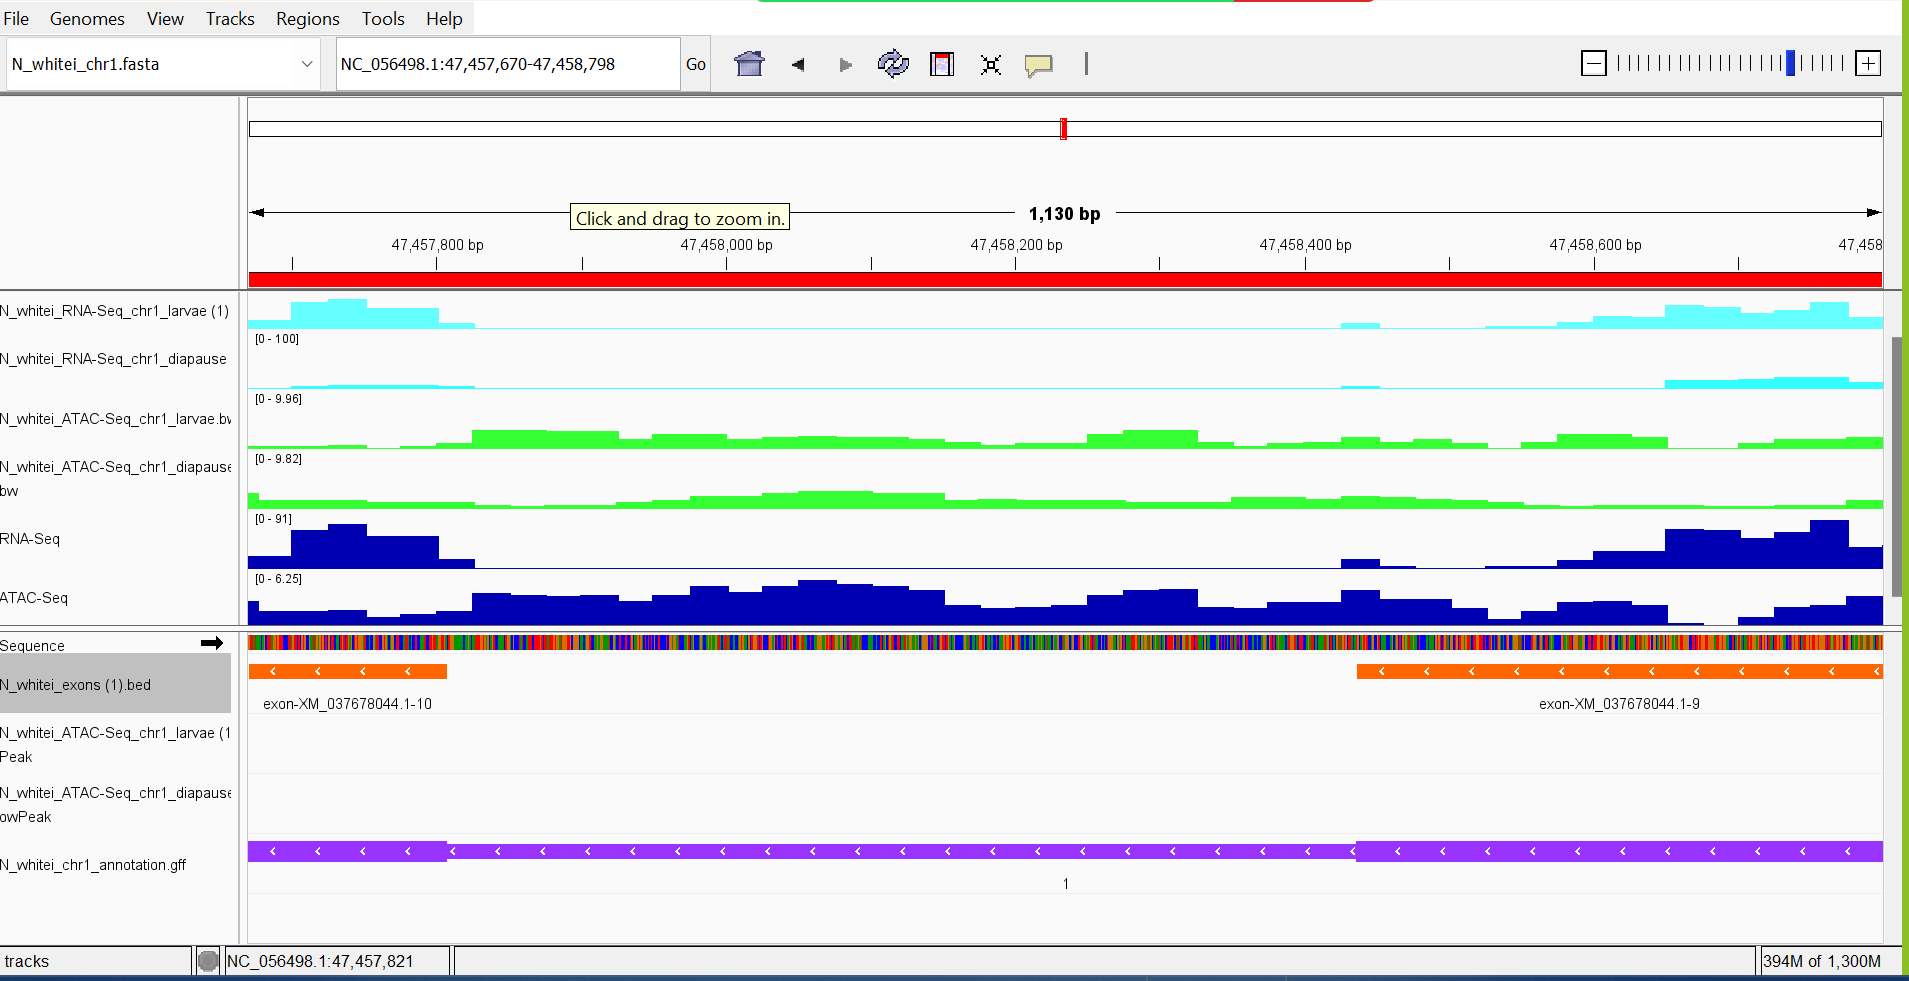 File Genomes View Tracks Regions Tools Help
N_whitei_chr1.fasta NC_056498.1:47,457,670-47,458,798 Go
1,130 bp
Click and drag to zoom in.
47,457,800 bp 47,458,000 bp 47,458,200 bp 47,458,400 bp 47,458,600 bp 47,458
N_whitei_RNA-Seq_chr1_larvae (1)
[0 - 100]
N_whitei_RNA-Seq_chr1_diapause
[0 - 9.96]
N_whitei_ATAC-Seq_chr1_larvae.bw
[0 - 9.82]
N_whitei_ATAC-Seq_chr1_diapause
bw
[0 - 91]
RNA-Seq
[0 - 6.25]
ATAC-Seq
Sequence
N_whitei_exons (1).bed
exon-XM_037678044.1-10 exon-XM_037678044.1-9
N_whitei_ATAC-Seq_chr1_larvae (1
Peak
N_whitei_ATAC-Seq_chr1_diapause
owPeak
N_whitei_chr1_annotation.gff
1
tracks NC_056498.1:47,457,821 394M of 1,300M